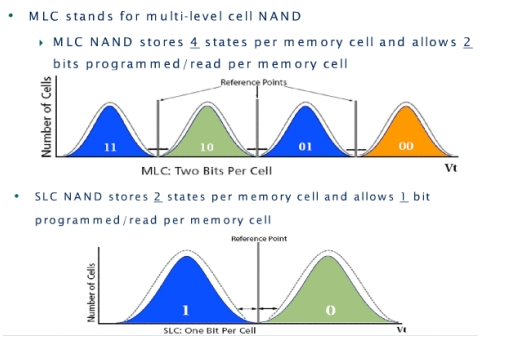 • MLC stands for multi-level cell NAND
‣ MLC NAND stores 4 states per memory cell and allows 2
bits programmed/read per memory cell
Reference Points
Number of Cells
11 10 01 00
MLC: Two Bits Per Cell
Vt
• SLC NAND stores 2 states per memory cell and allows 1 bit
programmed/read per memory cell
Reference Point
Number of Cells
1 0
SLC: One Bit Per Cell
Vt